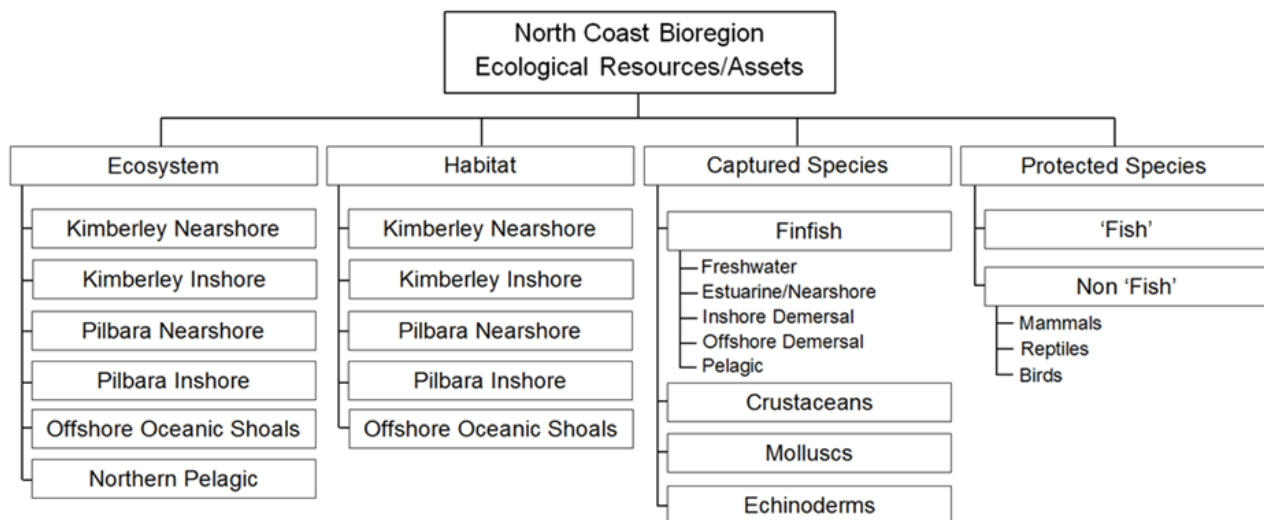 North Coast Bioregion
Ecological Resources/Assets
Ecosystem
Kimberley Nearshore
Kimberley Inshore
Pilbara Nearshore
Pilbara Inshore
Offshore Oceanic Shoals
Northern Pelagic
Habitat
Kimberley Nearshore
Kimberley Inshore
Pilbara Nearshore
Pilbara Inshore
Offshore Oceanic Shoals
Captured Species
Finfish
Freshwater
Estuarine/Nearshore
Inshore Demersal
Offshore Demersal
Pelagic
Crustaceans
Molluscs
Echinoderms
Protected Species
‘Fish’
Non ‘Fish’
Mammals
Reptiles
Birds